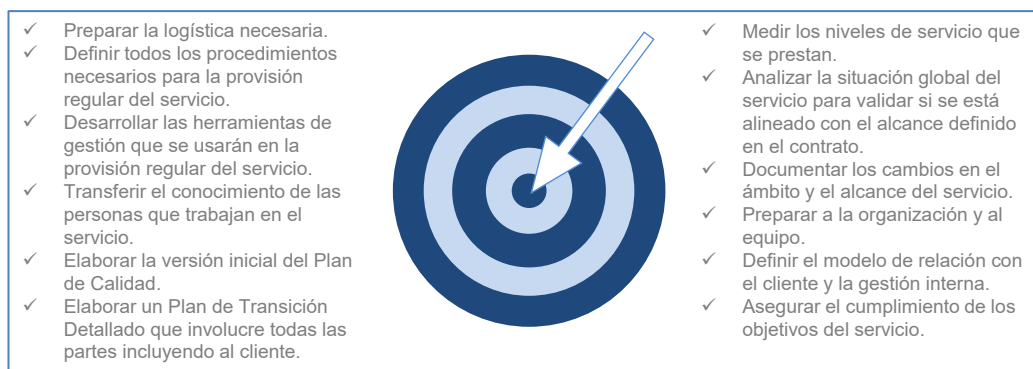 ✓ Preparar la logística necesaria.
✓ Definir todos los procedimientos
necesarios para la provisión
regular del servicio.
✓ Desarrollar las herramientas de
gestión que se usarán en la
provisión regular del servicio.
✓ Transferir el conocimiento de las
personas que trabajan en el
servicio.
✓ Elaborar la versión inicial del Plan
de Calidad.
✓ Elaborar un Plan de Transición
Detallado que involucre todas las
partes incluyendo al cliente.
✓ Medir los niveles de servicio que
se prestan.
✓ Analizar la situación global del
servicio para validar si se está
alineado con el alcance definido
en el contrato.
✓ Documentar los cambios en el
ámbito y el alcance del servicio.
✓ Preparar a la organización y al
equipo.
✓ Definir el modelo de relación con
el cliente y la gestión interna.
✓ Asegurar el cumplimiento de los
objetivos del servicio.